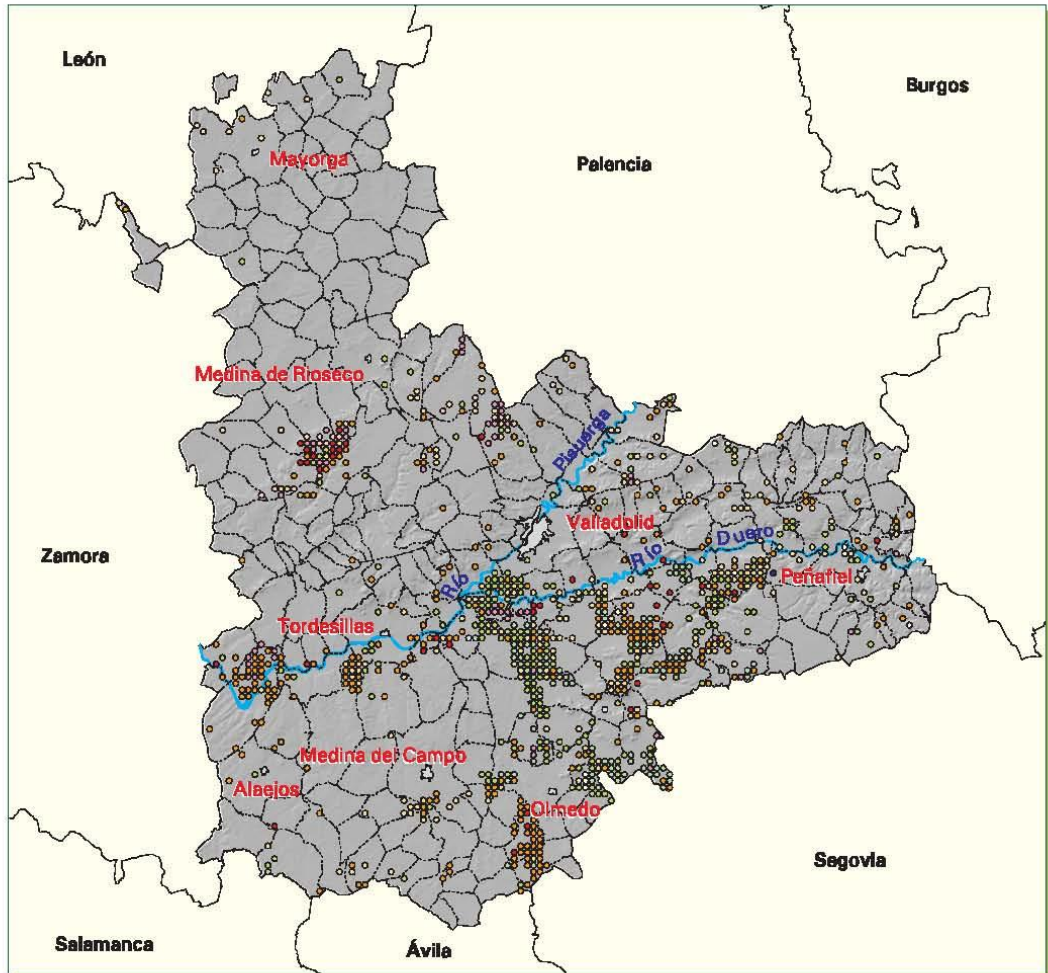 León
Burgos
Palencia
Mayorga
Medina de Rioseco
Pisuerga
Valladolid
Zamora
Río
Duero
Río
Peñafiel
Tordesillas
Medina del Campo
Alaejos
Olmedo
Segovia
Salamanca
Ávila